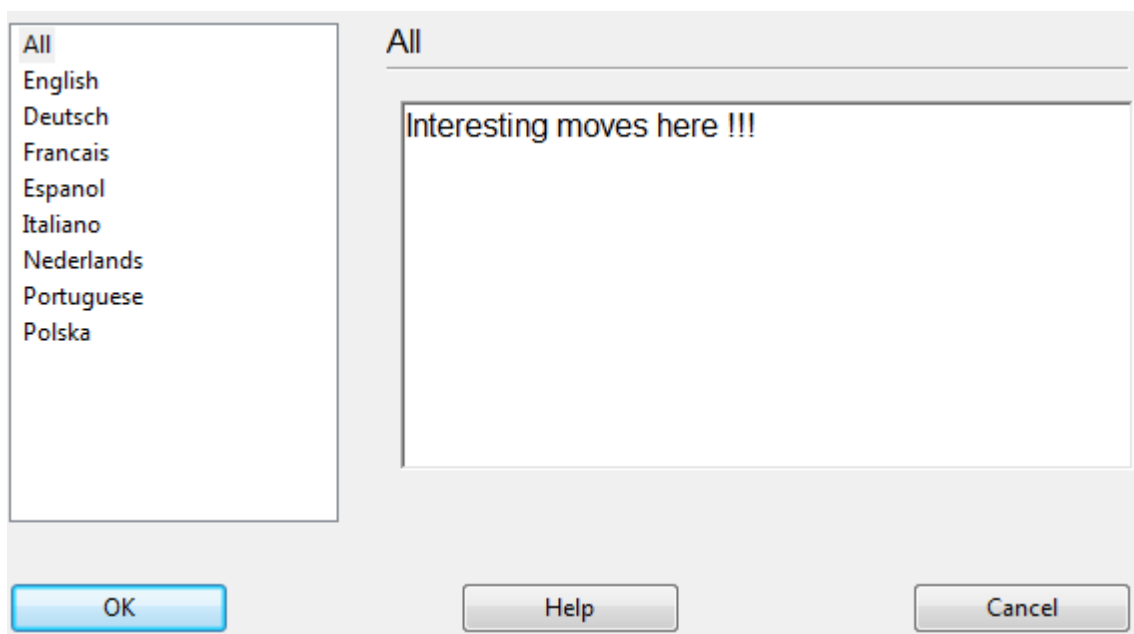 All
English
Deutsch
Francais
Espanol
Italiano
Nederlands
Portuguese
Polska
All
Interesting moves here !!!
OK
Help
Cancel